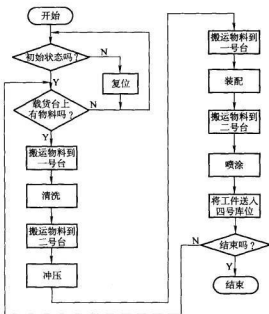 开始
初始状态吗?
N
Y
复位
载货台上
有物料吗?
N
Y
搬运物料到
一号台
清洗
搬运物料到
二号台
冲压
搬运物料到
一号台
装配
搬运物料到
二号台
喷涂
将工件送入
四号库位
结束吗?
N
Y
结束